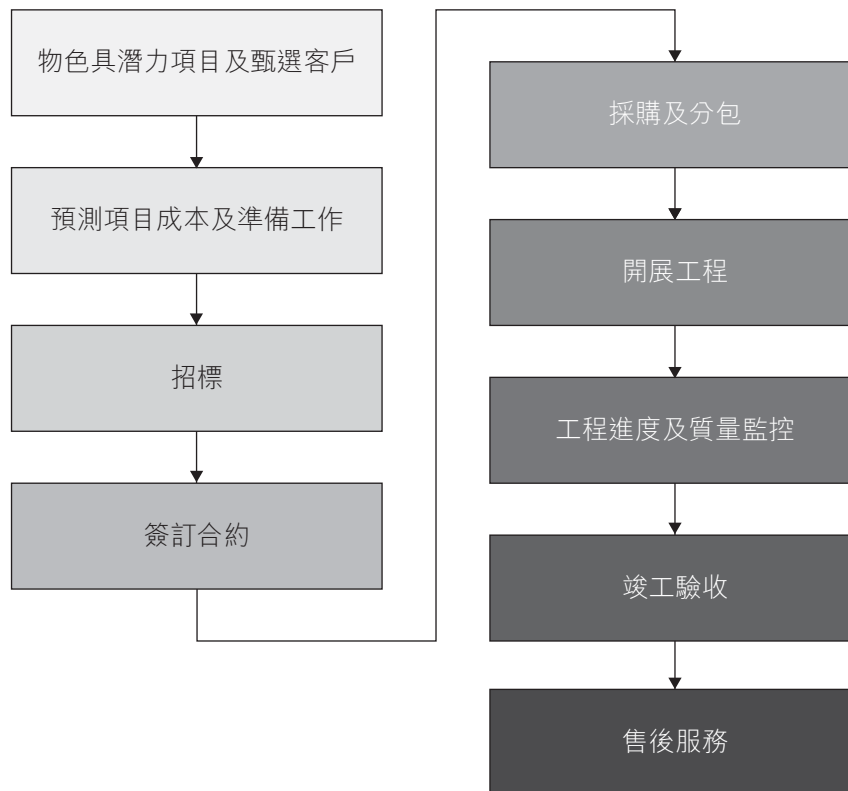 物色具潛力項目及甄選客戶
預測項目成本及準備工作
招標
簽訂合約
採購及分包
開展工程
工程進度及質量監控
竣工驗收
售後服務